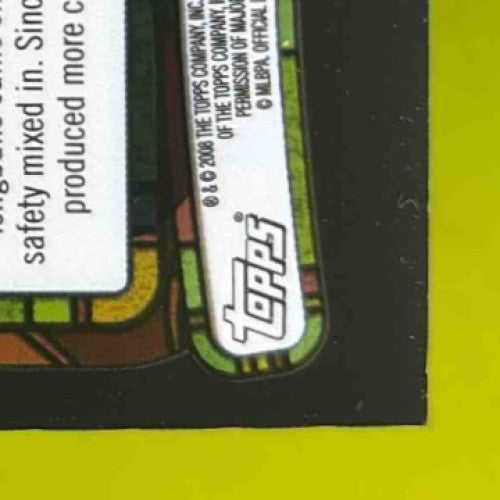 safety mixed in. Sinc
produced more c
® & © 2008 THE TOPPS COMPANY, INC.
OF THE TOPPS COMPANY, INC.
PERMISSION OF MAJOR
© MLBPA. OFFICIAL
TOPPS®